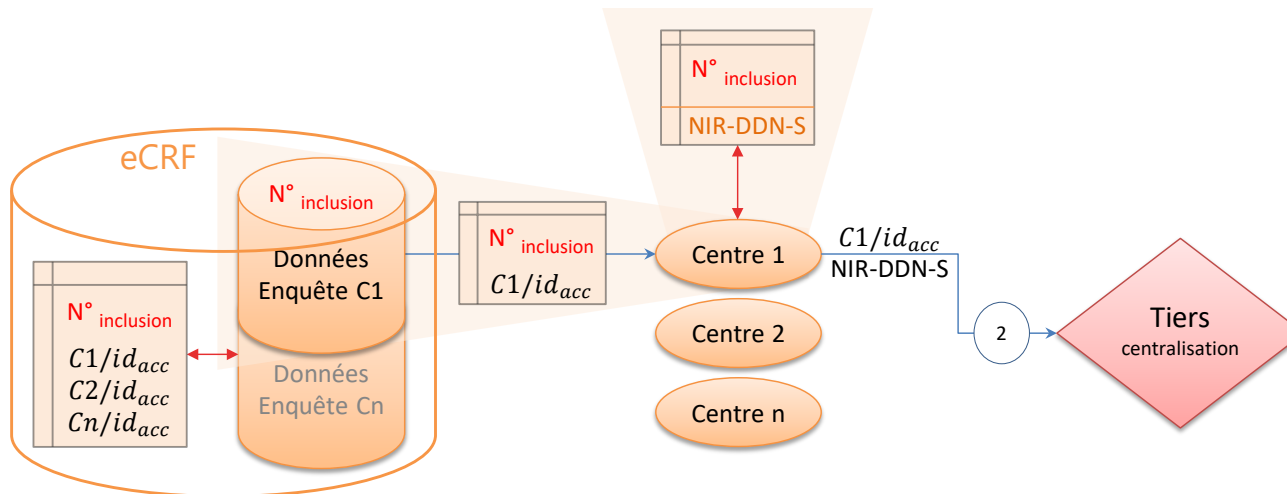 eCRF
N° inclusion
Données
Enquête C1
Données
Enquête Cn
N° inclusion
C1/id_acc
C2/id_acc
Cn/id_acc
N° inclusion
C1/id_acc
N° inclusion
NIR-DDN-S
Centre 1
Centre 2
Centre n
C1/id_acc
NIR-DDN-S
2
Tiers
centralisation